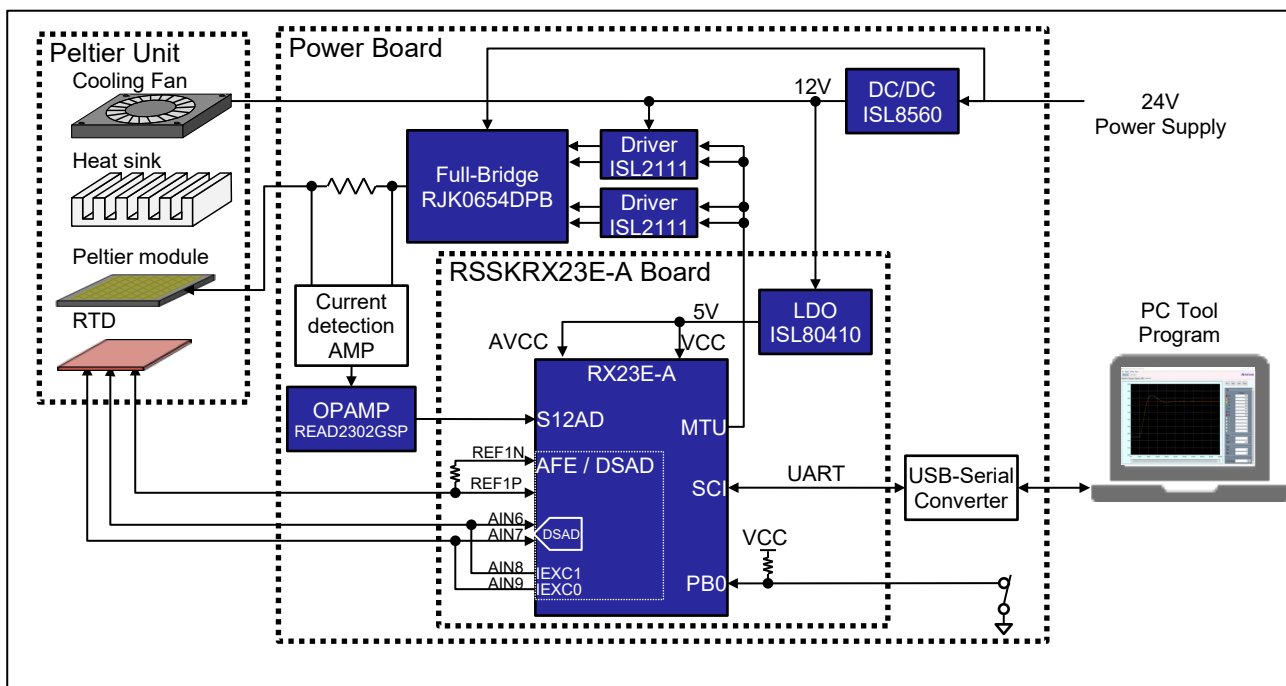 Peltier Unit
Cooling Fan
Heat sink
Peltier module
RTD
Power Board
12V
DC/DC
ISL8560
24V
Power Supply
Full-Bridge
RJK0654DPB
Driver
ISL2111
Driver
ISL2111
Current
detection
AMP
OPAMP
READ2302GSP
RSSKRX23E-A Board
5V
LDO
ISL80410
AVCC
VCC
RX23E-A
S12AD
MTU
REF1N
AFE / DSAD
REF1P
SCI
UART
USB-Serial
Converter
AIN6
AIN7
DSAD
AIN8
IEXC1
AIN9
IEXC0
VCC
PB0
PC Tool
Program